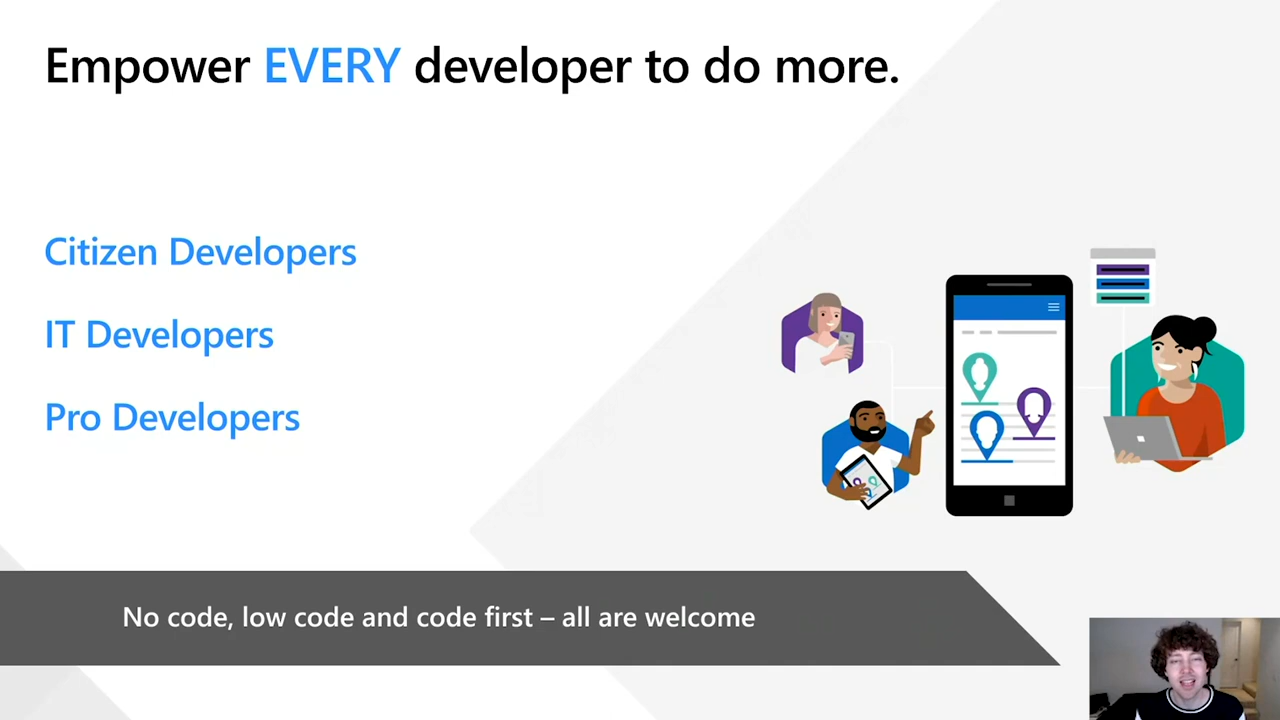 Empower EVERY developer to do more.
Citizen Developers
IT Developers
Pro Developers
No code, low code and code first – all are welcome